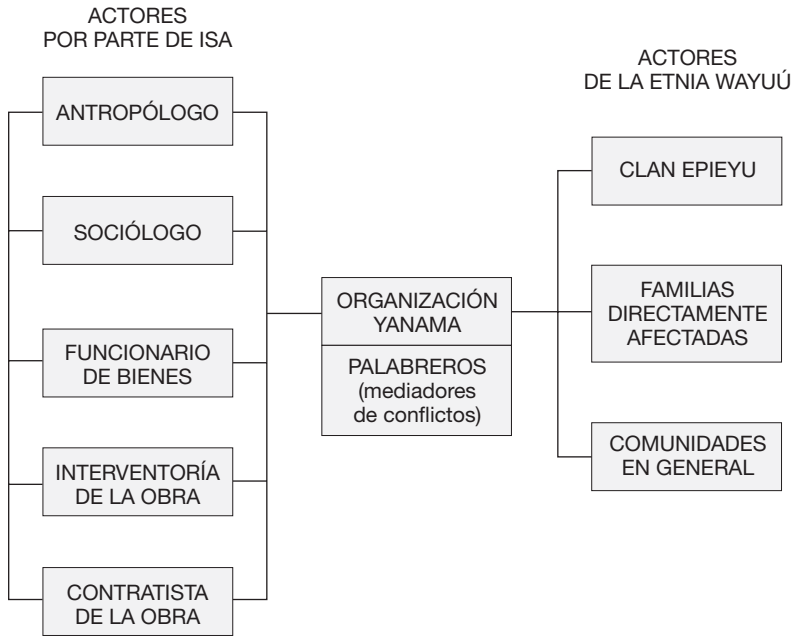 ACTORES
POR PARTE DE ISA
ANTROPÓLOGO
SOCIÓLOGO
FUNCIONARIO
DE BIENES
INTERVENTORÍA
DE LA OBRA
CONTRATISTA
DE LA OBRA
ORGANIZACIÓN
YANAMA
PALABREROS
(mediadores
de conflictos)
ACTORES
DE LA ETNIA WAYUÚ
CLAN EPIEYU
FAMILIAS
DIRECTAMENTE
AFECTADAS
COMUNIDADES
EN GENERAL